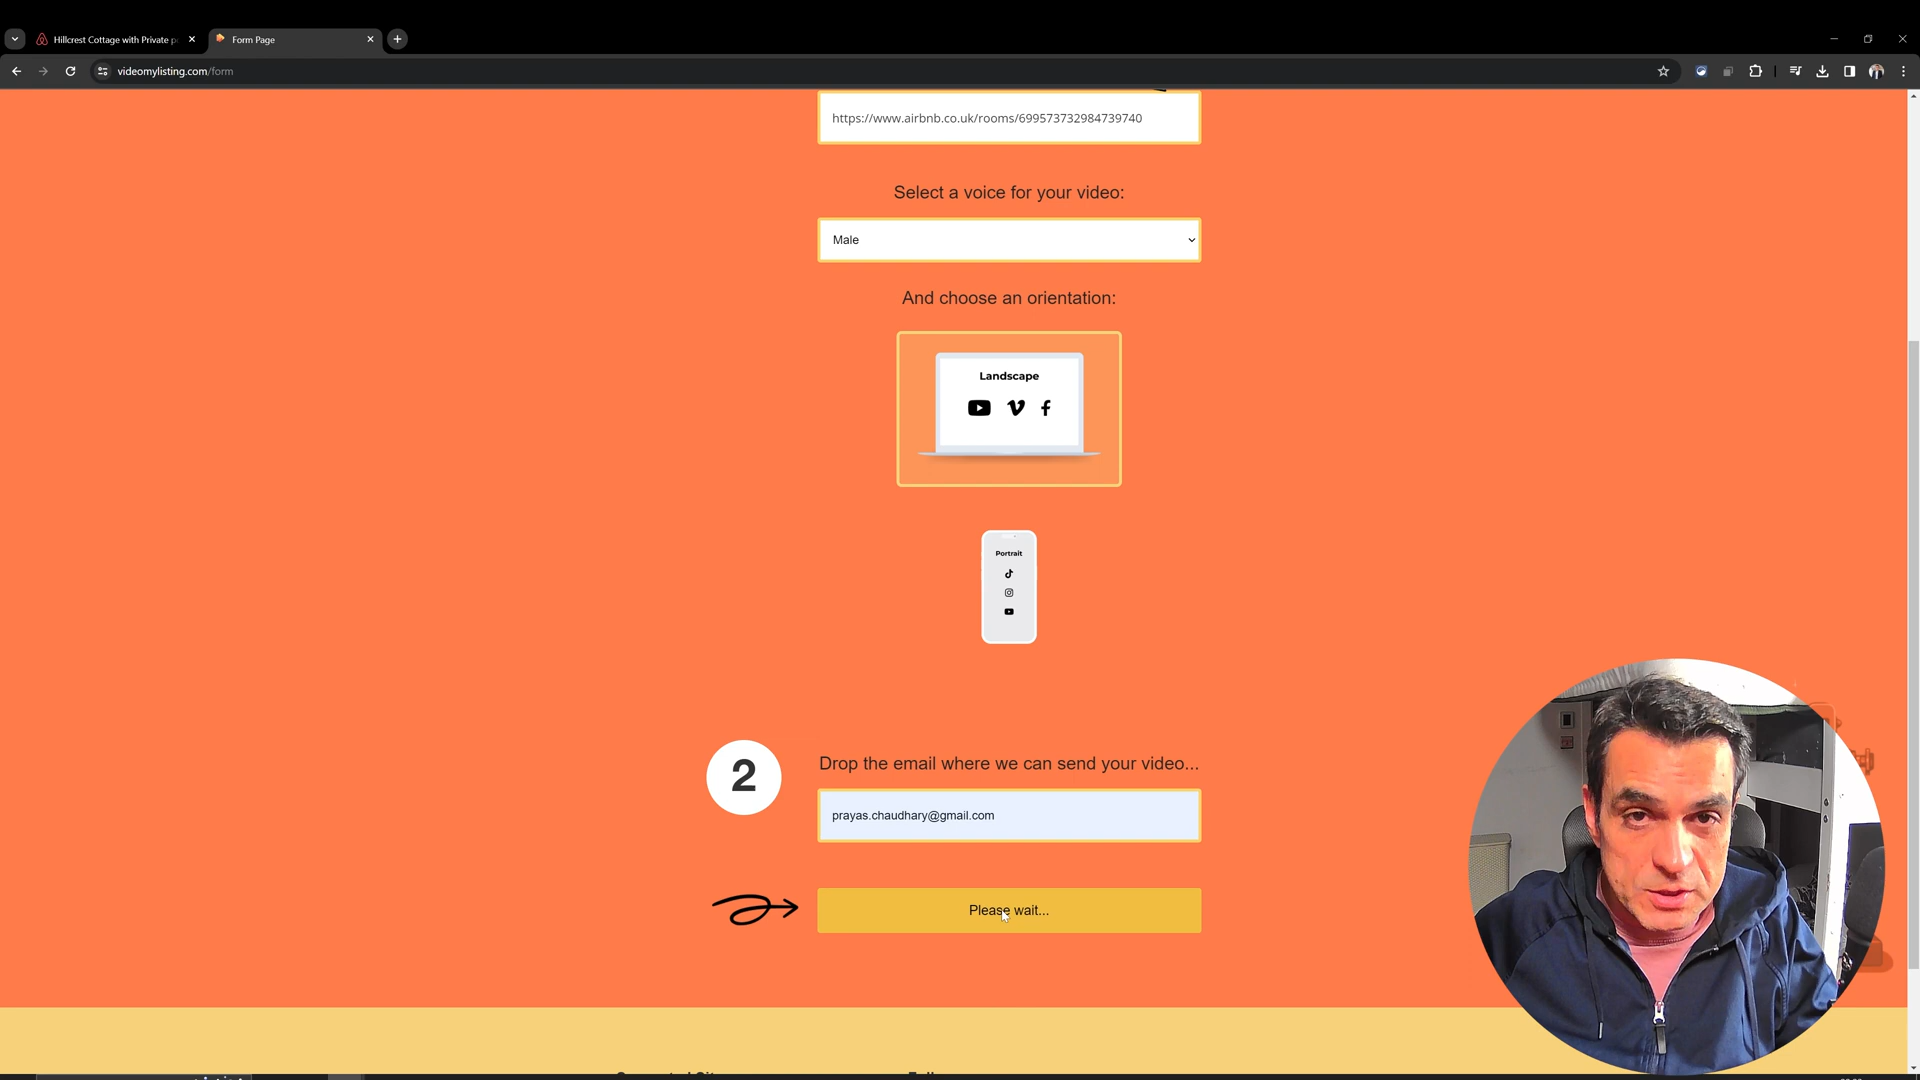 Hillcrest Cottage with Private p
Form Page
videomylisting.com/form
https://www.airbnb.co.uk/rooms/699573732984739740
Select a voice for your video:
Male
And choose an orientation:
Landscape
Portrait
2
Drop the email where we can send your video...
prayas.chaudhary@gmail.com
Please wait...